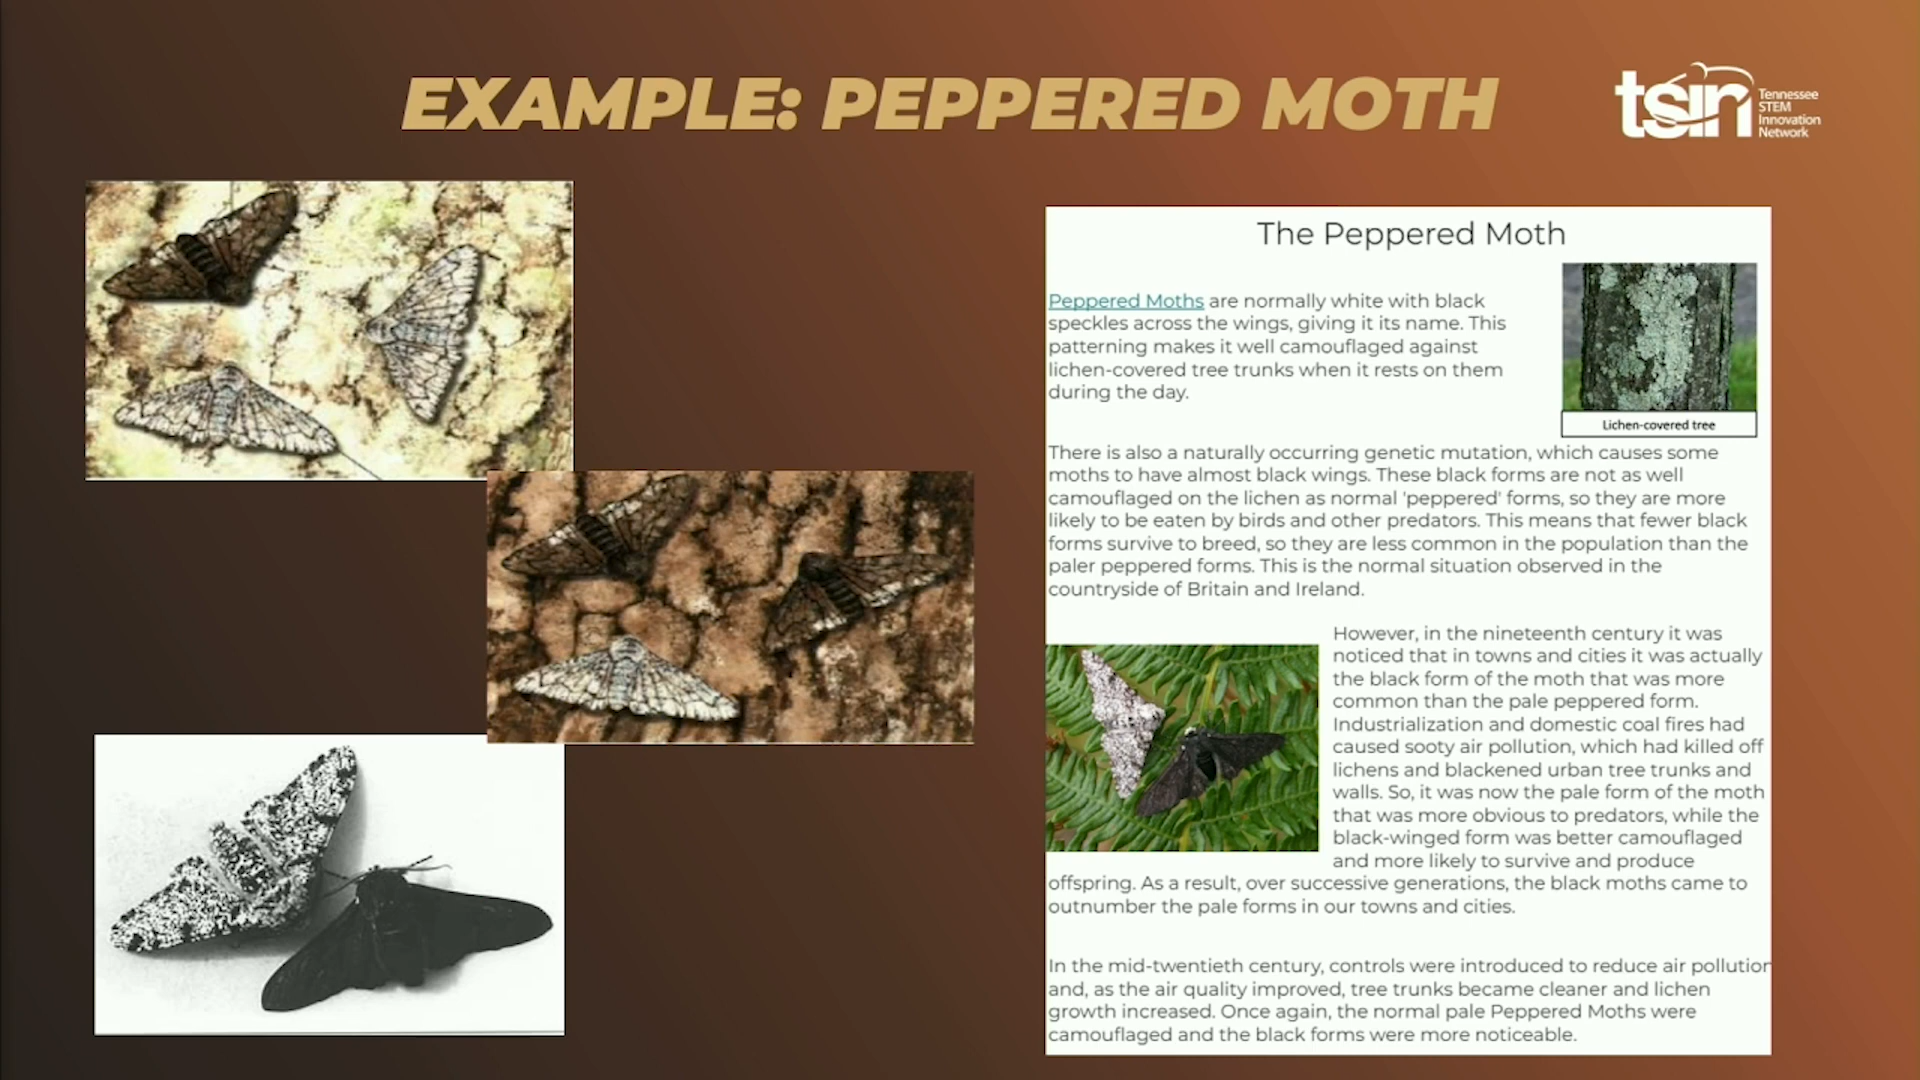 EXAMPLE: PEPPERED MOTH
tsin
Tennessee
STEM
Innovation
Network
The Peppered Moth
Peppered Moths are normally white with black
speckles across the wings, giving it its name. This
patterning makes it well camouflaged against
lichen-covered tree trunks when it rests on them
during the day.
Lichen-covered tree
There is also a naturally occurring genetic mutation, which causes some
moths to have almost black wings. These black forms are not as well
camouflaged on the lichen as normal 'peppered' forms, so they are more
likely to be eaten by birds and other predators. This means that fewer black
forms survive to breed, so they are less common in the population than the
paler peppered forms. This is the normal situation observed in the
countryside of Britain and Ireland.
However, in the nineteenth century it was
noticed that in towns and cities it was actually
the black form of the moth that was more
common than the pale peppered form.
Industrialization and domestic coal fires had
caused sooty air pollution, which had killed off
lichens and blackened urban tree trunks and
walls. So, it was now the pale form of the moth
that was more obvious to predators, while the
black-winged form was better camouflaged
and more likely to survive and produce
offspring. As a result, over successive generations, the black moths came to
outnumber the pale forms in our towns and cities.
In the mid-twentieth century, controls were introduced to reduce air pollution
and, as the air quality improved, tree trunks became cleaner and lichen
growth increased. Once again, the normal pale Peppered Moths were
camouflaged and the black forms were more noticeable.